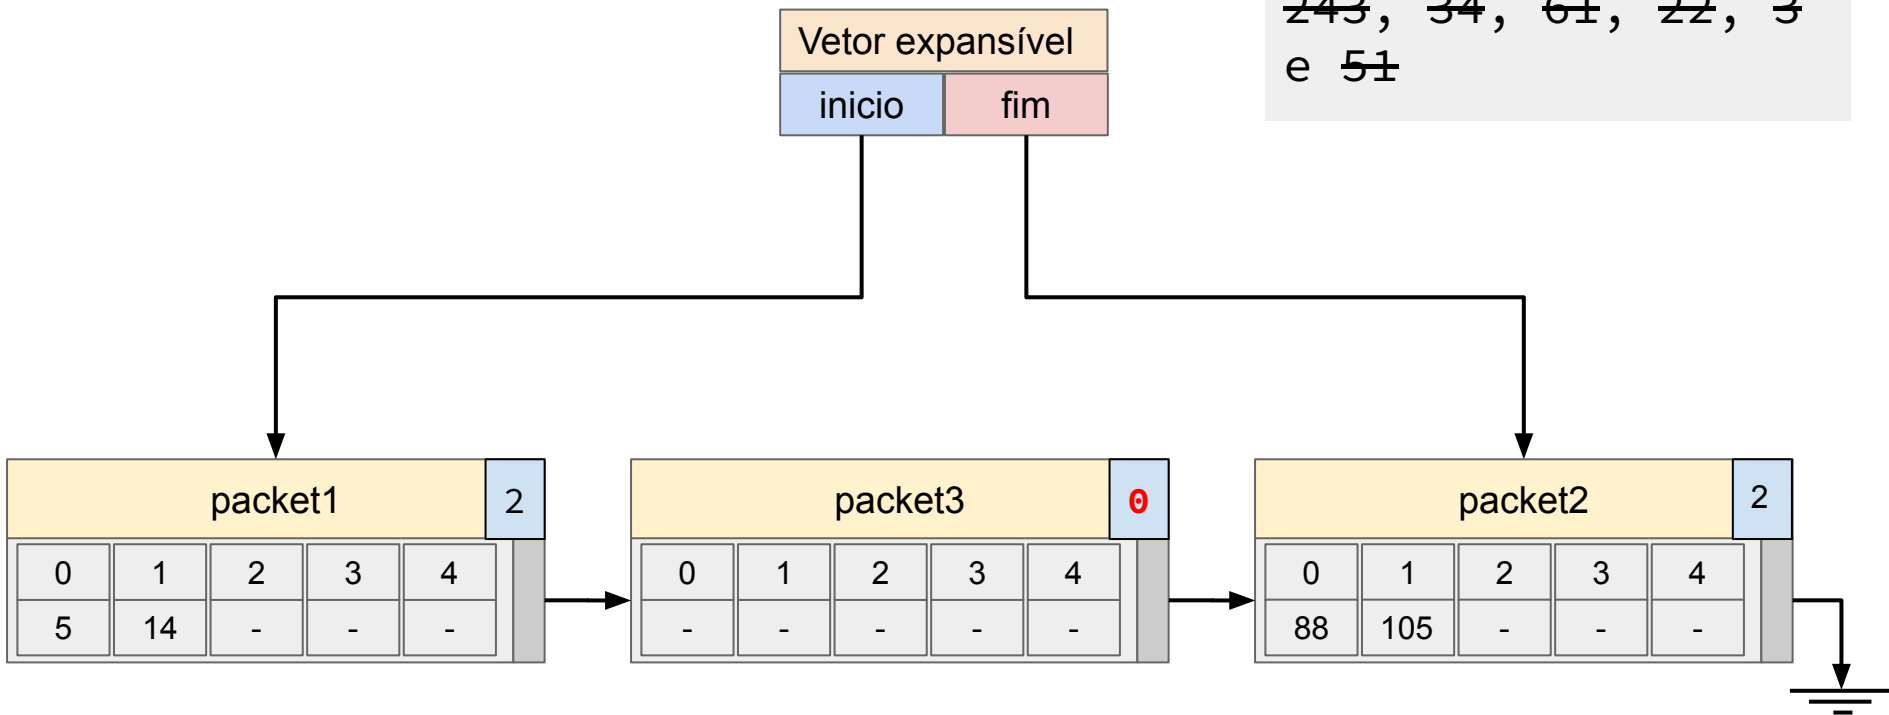 243, 34, 61, 22, 3
e 51
Vetor expansível
inicio fim
packet1 2
0 1 2 3 4
5 14 - - -
packet3 0
0 1 2 3 4
- - - - -
packet2 2
0 1 2 3 4
88 105 - - -